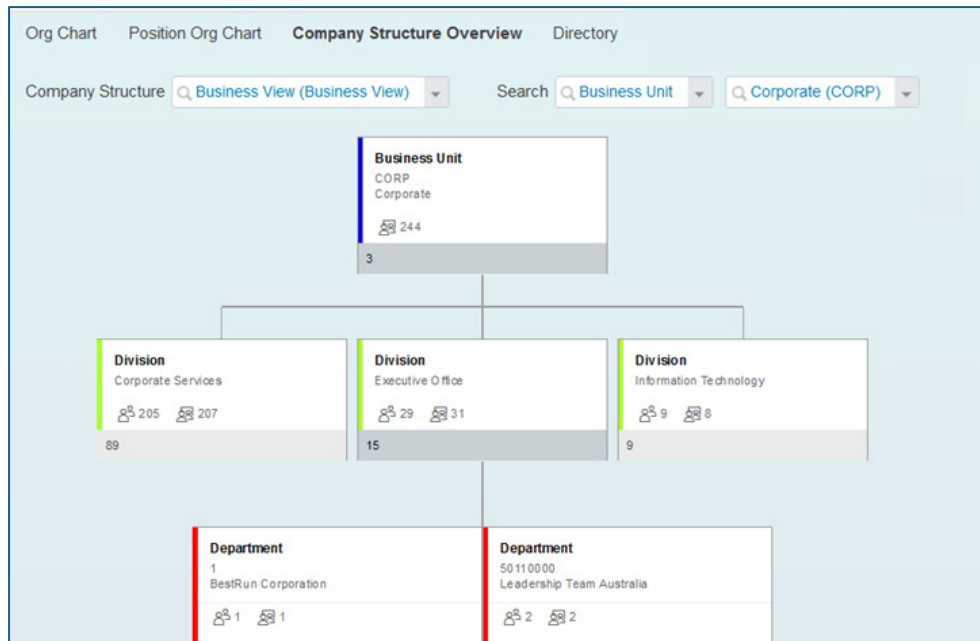 Org Chart Position Org Chart Company Structure Overview Directory
Company Structure Business View (Business View) Search Business Unit Corporate (CORP)
Business Unit
CORP
Corporate
244
3
Division
Corporate Services
205 207
89
Division
Executive Office
29 31
15
Division
Information Technology
9 8
9
Department
1
BestRun Corporation
1 1
Department
50110000
Leadership Team Australia
2 2